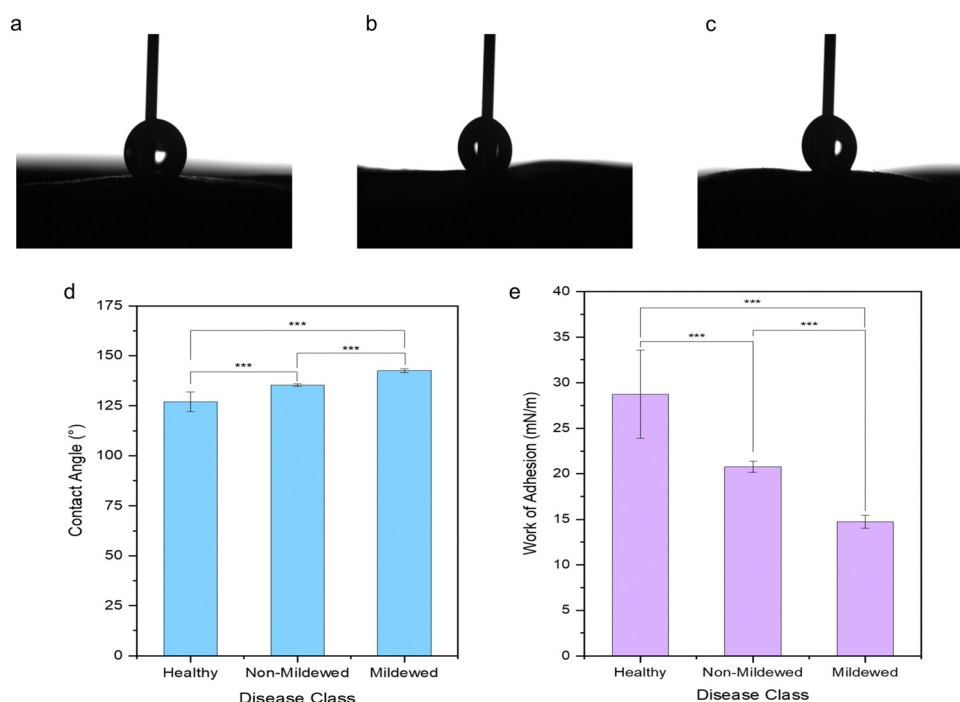 a
b
c
d
175
150
125
100
75
50
25
0
Contact Angle (°)
***
***
***
Healthy
Non-Mildewed
Mildewed
Disease Class
e
40
35
30
25
20
15
10
5
0
Work of Adhesion (mN/m)
***
***
***
Healthy
Non-Mildewed
Mildewed
Disease Class